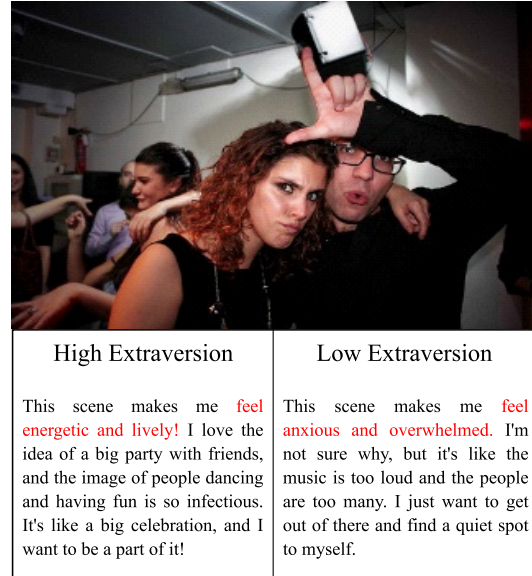 High Extraversion
This scene makes me feel
energetic and lively! I love the
idea of a big party with friends,
and the image of people dancing
and having fun is so infectious.
It's like a big celebration, and I
want to be a part of it!
Low Extraversion
This scene makes me feel
anxious and overwhelmed. I'm
not sure why, but it's like the
music is too loud and the people
are too many. I just want to get
out of there and find a quiet spot
to myself.